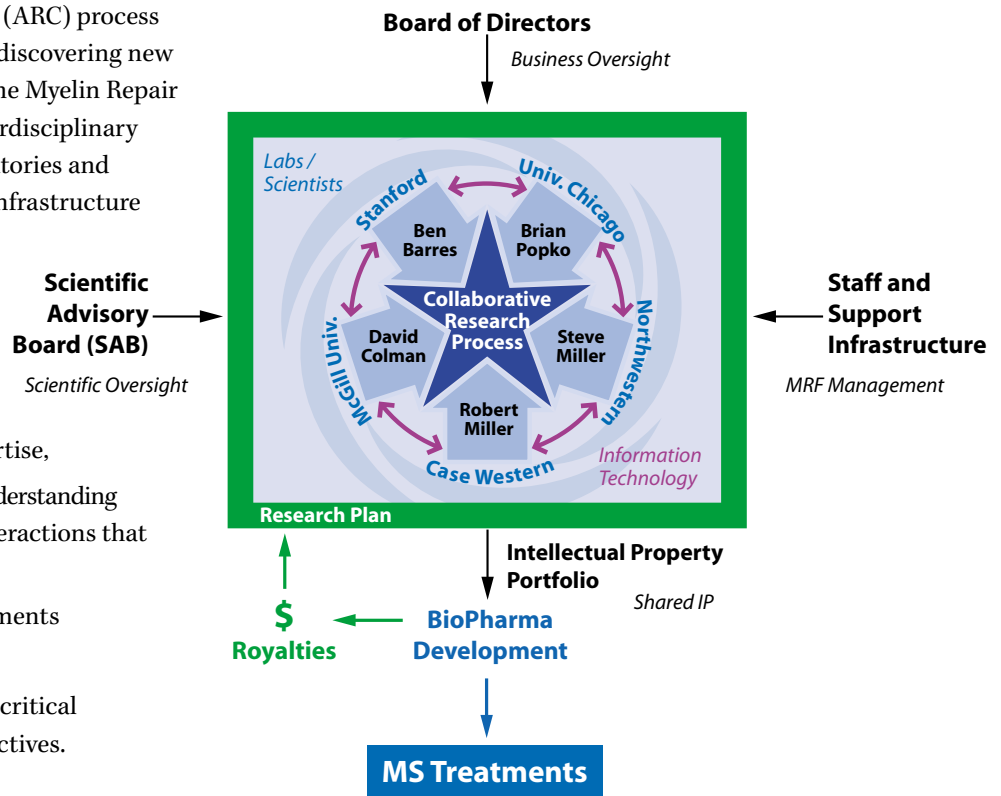 (ARC) process
discovering new
ne Myelin Repair
rdisciplinary
tories and
nfrastructure
rtise,
derstanding
eractions that
ments
critical
ctives.
Board of Directors
Business Oversight
Labs /
Scientists
Stanford
Univ. Chicago
Ben
Barres
Brian
Popko
Scientific
Advisory
Board (SAB)
Scientific Oversight
Collaborative
Research
Process
McGill Univ.
David
Colman
Steve
Miller
Northwestern
Robert
Miller
Case Western
Information
Technology
Staff and
Support
Infrastructure
MRF Management
Research Plan
Intellectual Property
Portfolio
Shared IP
$
Royalties
BioPharma
Development
MS Treatments